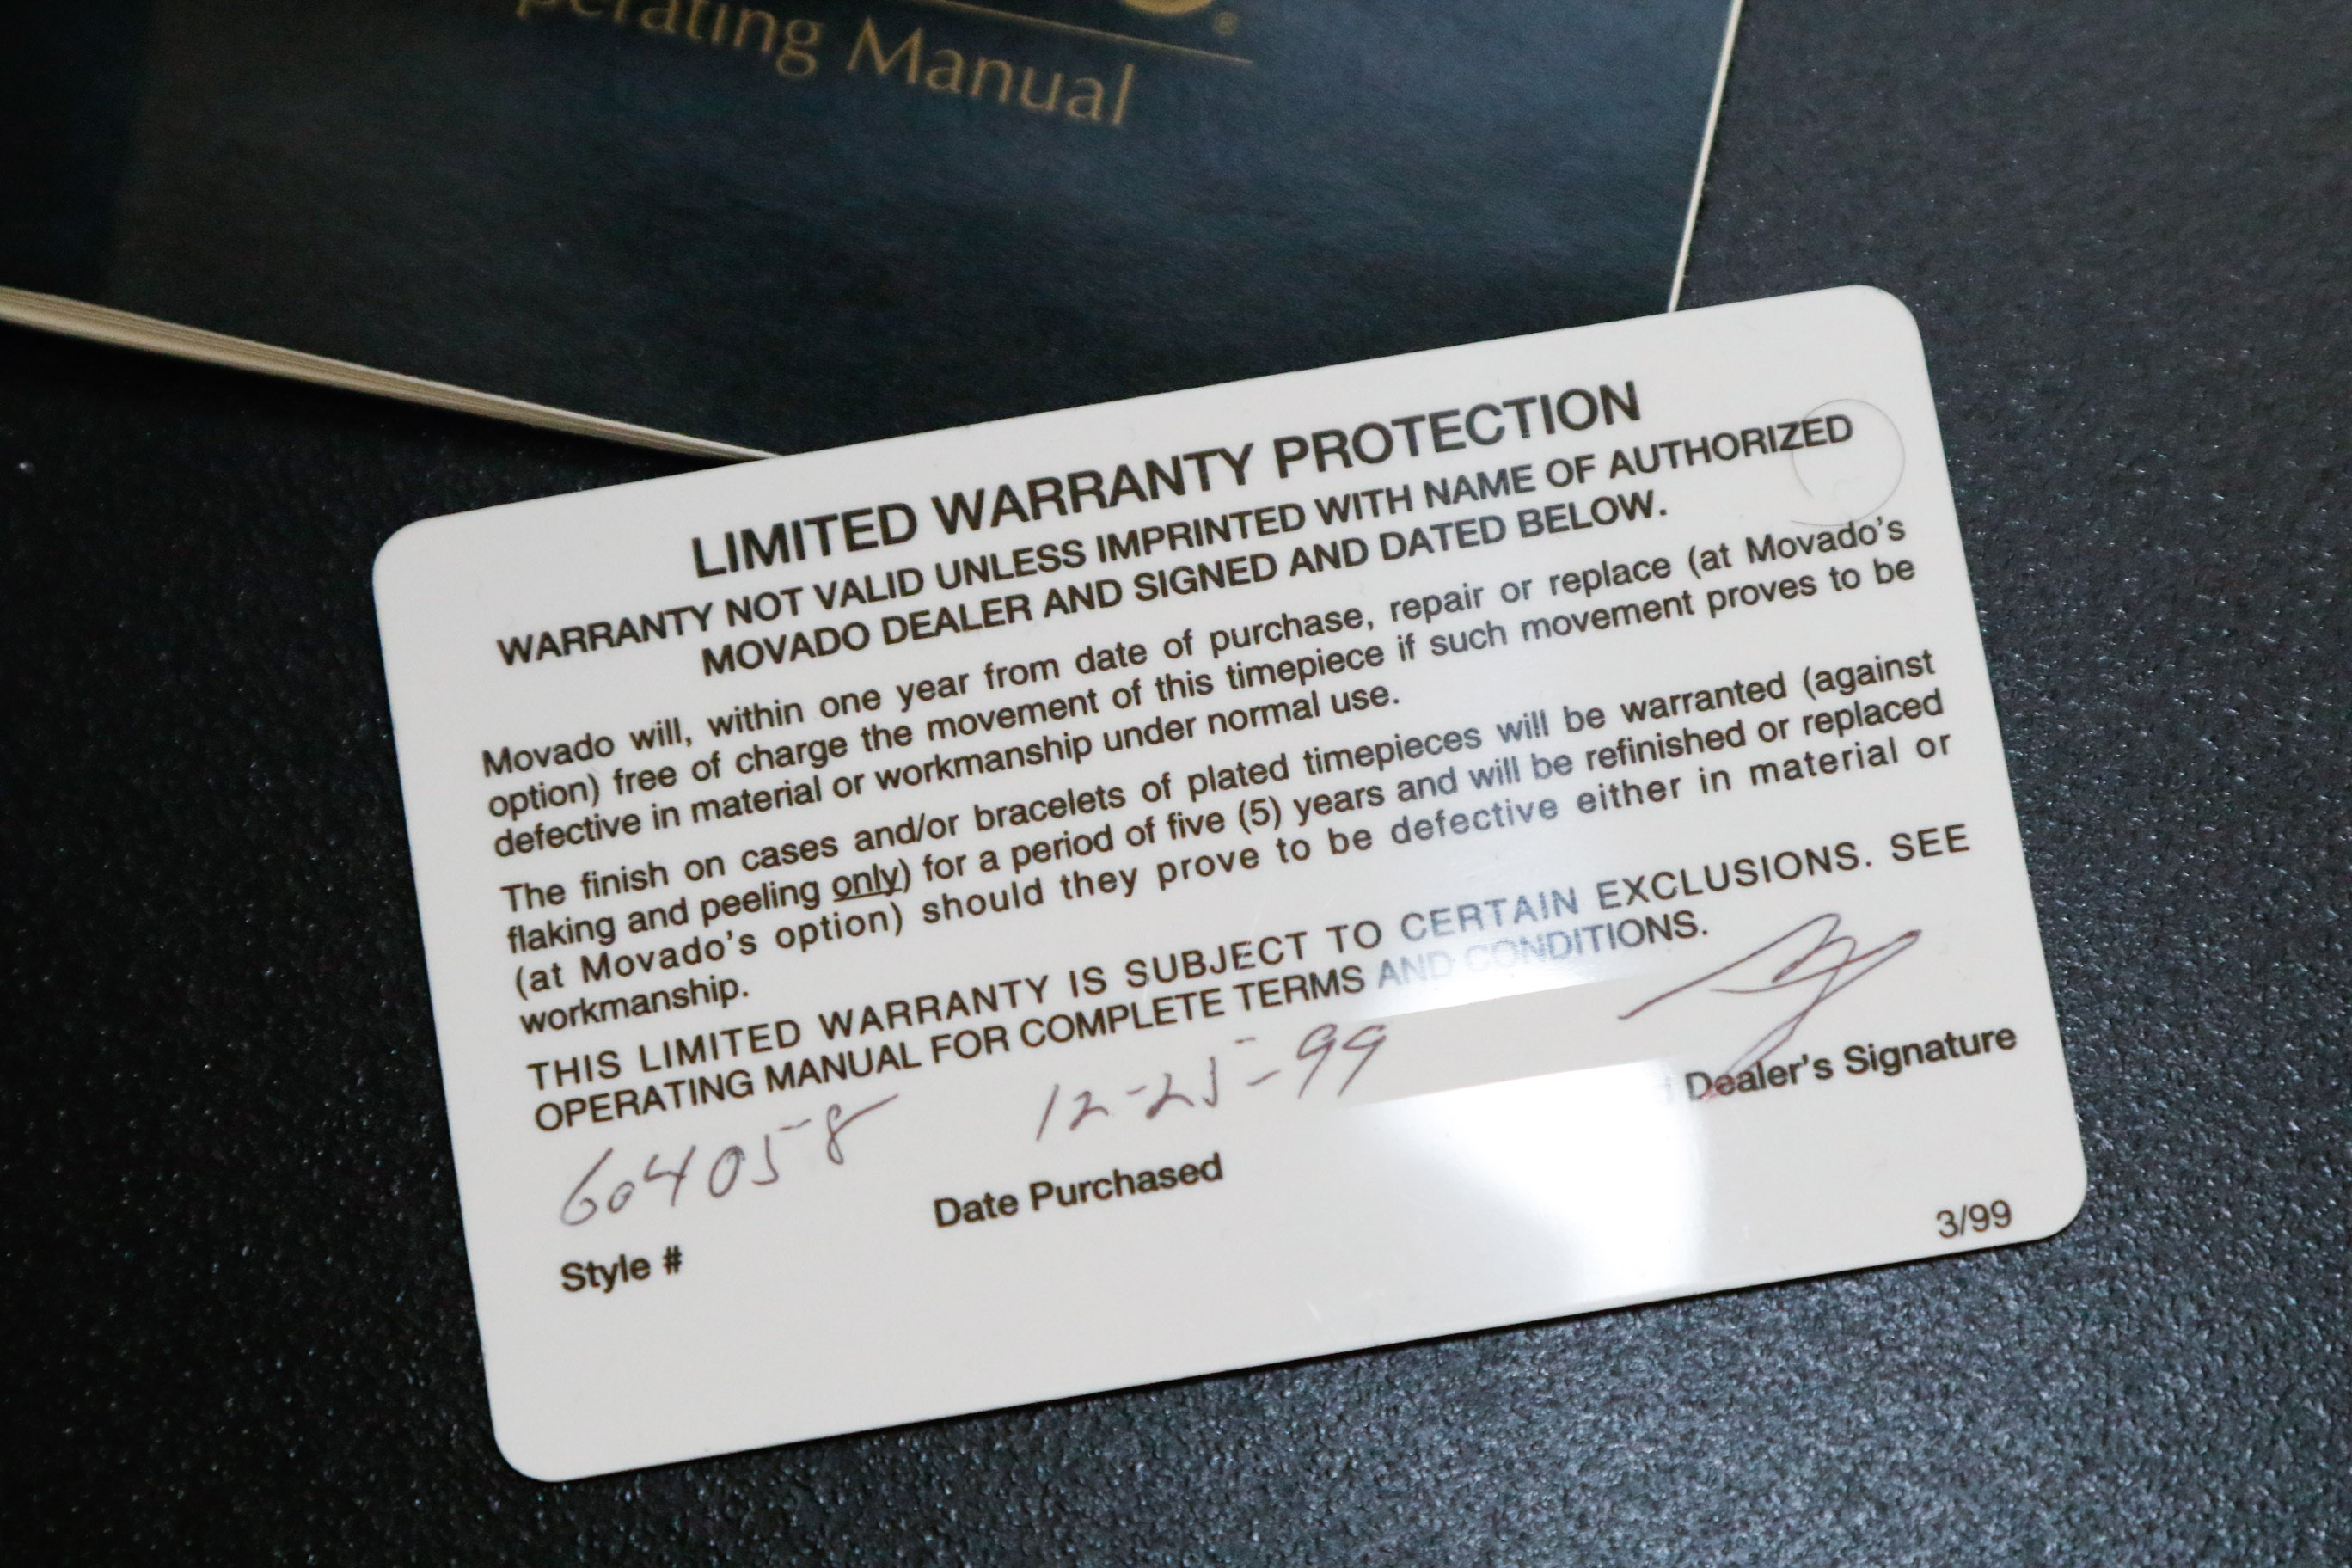 ®
perating Manual
LIMITED WARRANTY PROTECTION
WARRANTY NOT VALID UNLESS IMPRINTED WITH NAME OF AUTHORIZED
MOVADO DEALER AND SIGNED AND DATED BELOW.
Movado will, within one year from date of purchase, repair or replace (at Movado's
option) free of charge the movement of this timepiece if such movement proves to be
defective in material or workmanship under normal use.
The finish on cases and/or bracelets of plated timepieces will be warranted (against
flaking and peeling only) for a period of five (5) years and will be refinished or replaced
(at Movado's option) should they prove to be defective either in material or
workmanship.
THIS LIMITED WARRANTY IS SUBJECT TO CERTAIN EXCLUSIONS. SEE
OPERATING MANUAL FOR COMPLETE TERMS AND CONDITIONS.
604058 12-25-99
Style # Date Purchased Dealer's Signature
3/99